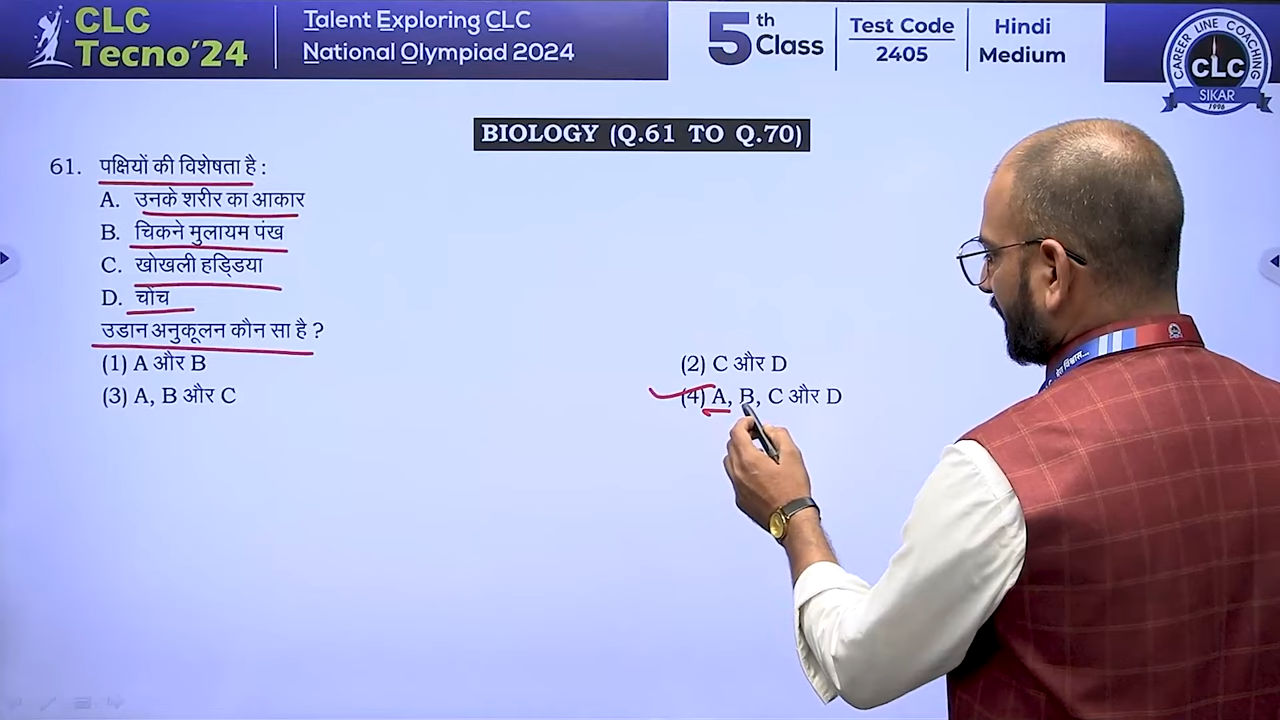 CLC
Tecno'24
Talent Exploring CLC
National Olympiad 2024
5th Class
Test Code
2405
Hindi
Medium
CAREER LINE COACHING
CLC
SIKAR
1996
BIOLOGY (Q.61 TO Q.70)
61. पक्षियों की विशेषता है :
A. उनके शरीर का आकार
B. चिकने मुलायम पंख
C. खोखली हड्डिया
D. चोंच
उडान अनुकूलन कौन सा है ?
(1) A और B
(2) C और D
(3) A, B और C
(4) A, B, C और D